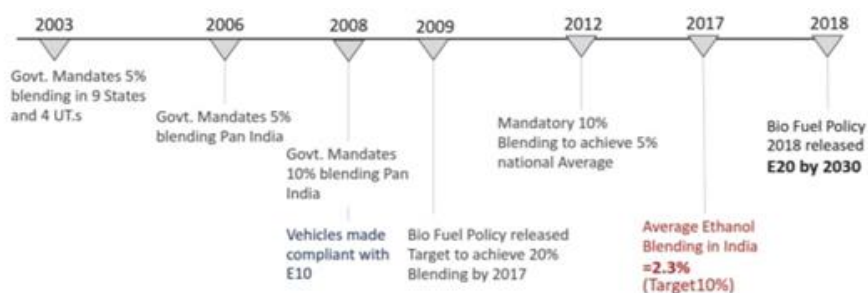 2003
2006
2008
2009
2012
2017
2018
Govt. Mandates 5%
blending in 9 States
and 4 UT.s
Govt. Mandates 5%
blending Pan India
Govt. Mandates
10% blending Pan
India
Vehicles made
compliant with
E10
Bio Fuel Policy released
Target to achieve 20%
Blending by 2017
Mandatory 10%
Blending to achieve 5%
national Average
Average Ethanol
Blending in India
=2.3%
(Target10%)
Bio Fuel Policy
2018 released
E20 by 2030